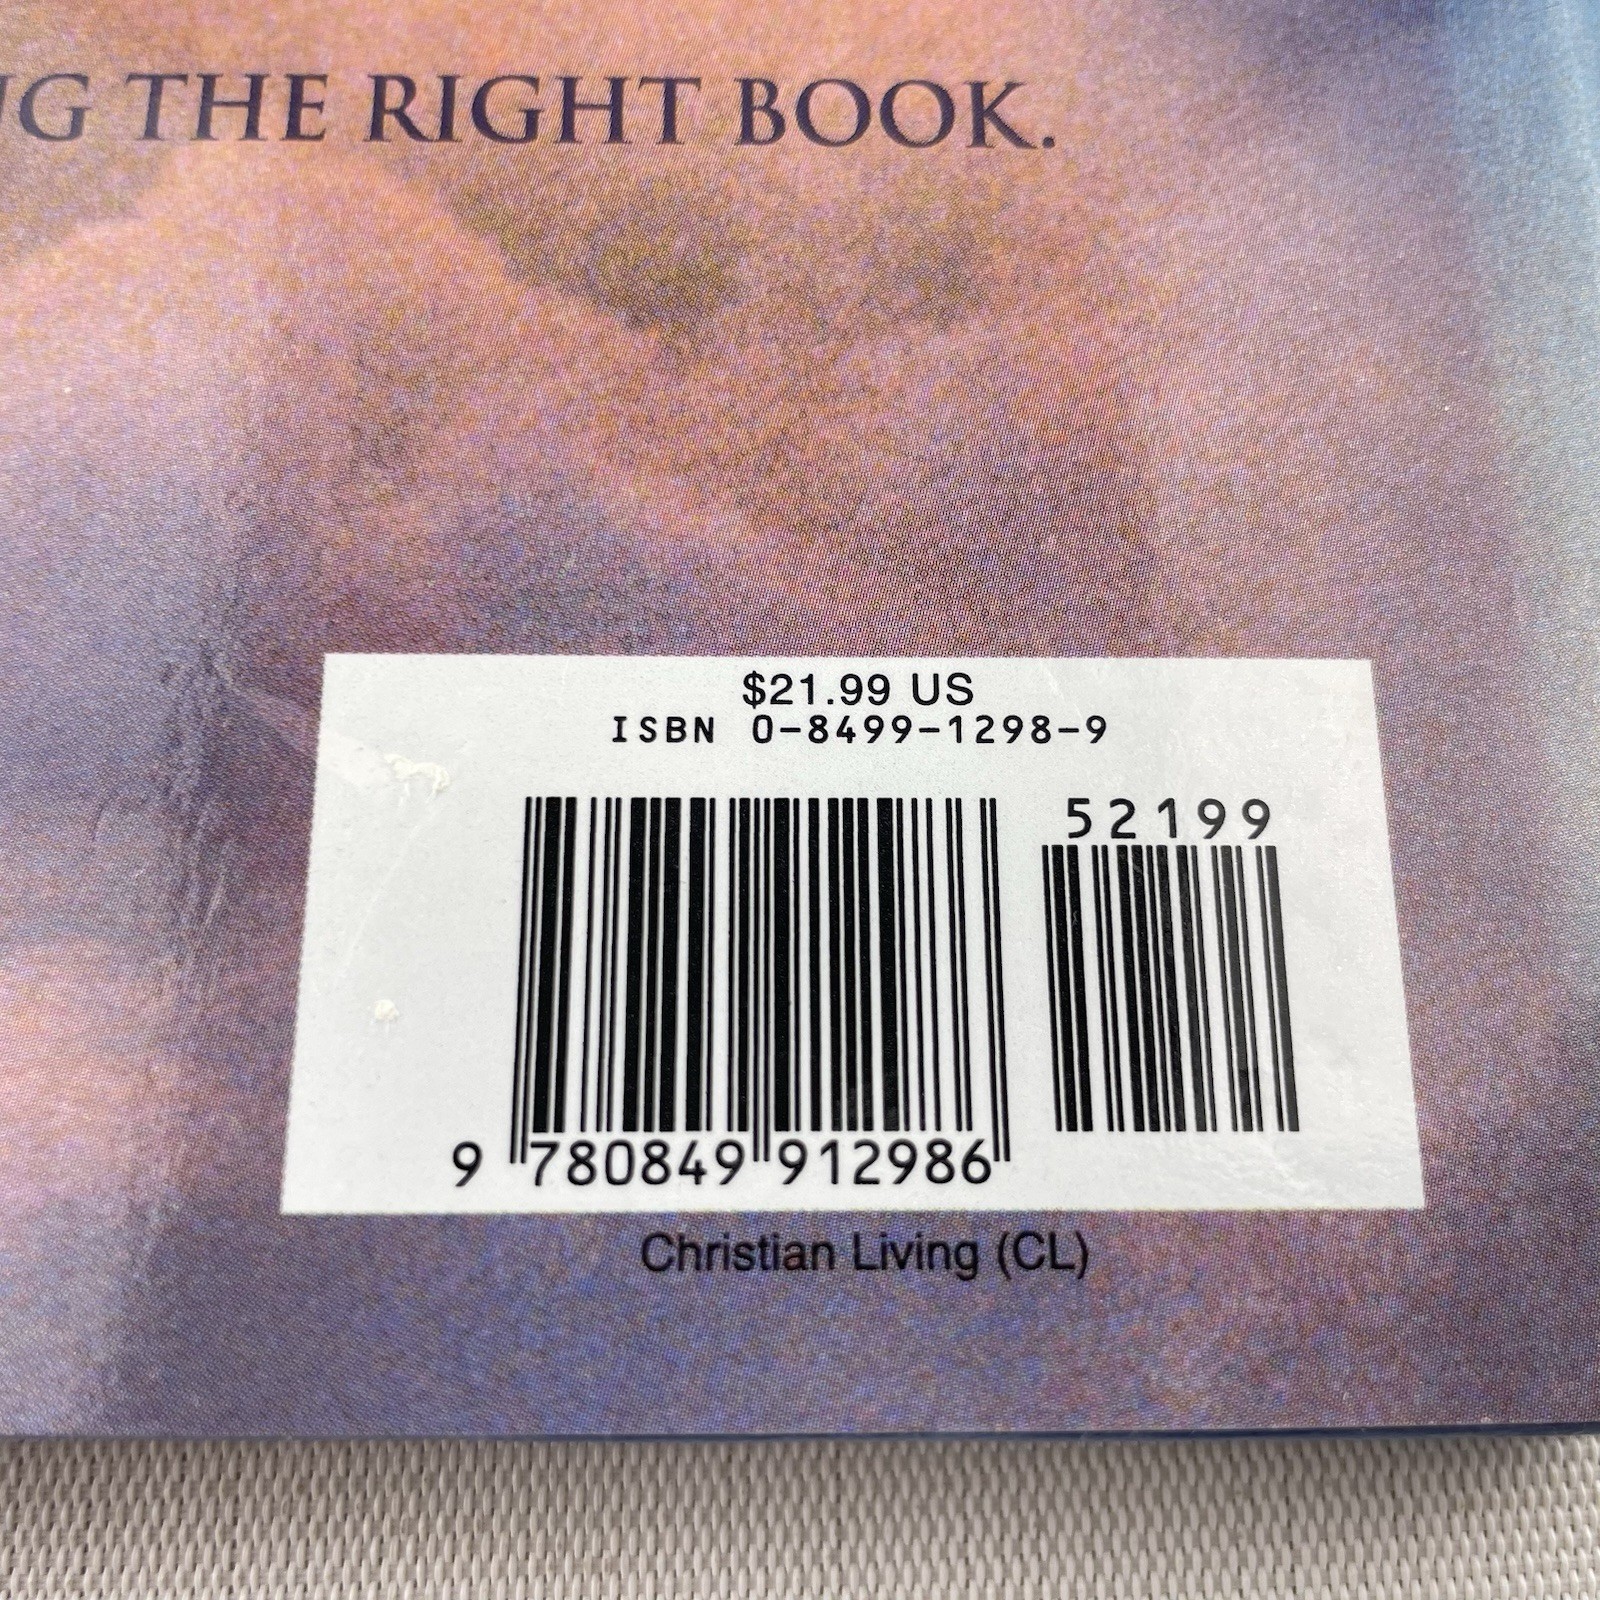 G THE RIGHT BOOK.
$21.99 US
ISBN 0-8499-1298-9
52199
9 780849 912986
Christian Living (CL)